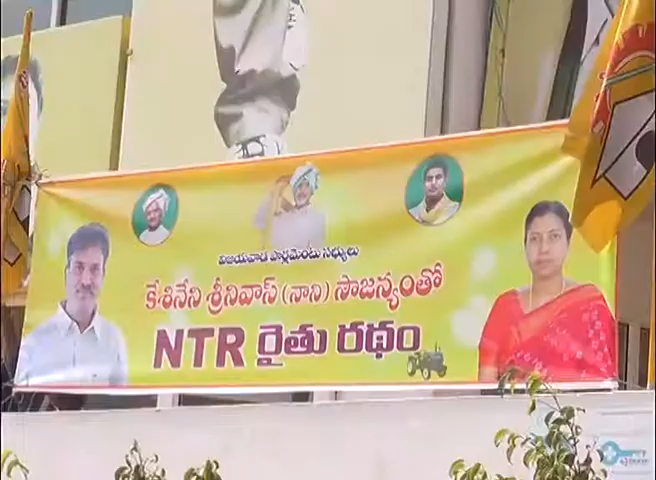 విజయవాడ పార్లమెంటు సభ్యులు
కేశినేని శ్రీనివాస్ (నాని) సౌజన్యంతో
NTR రైతు రథం